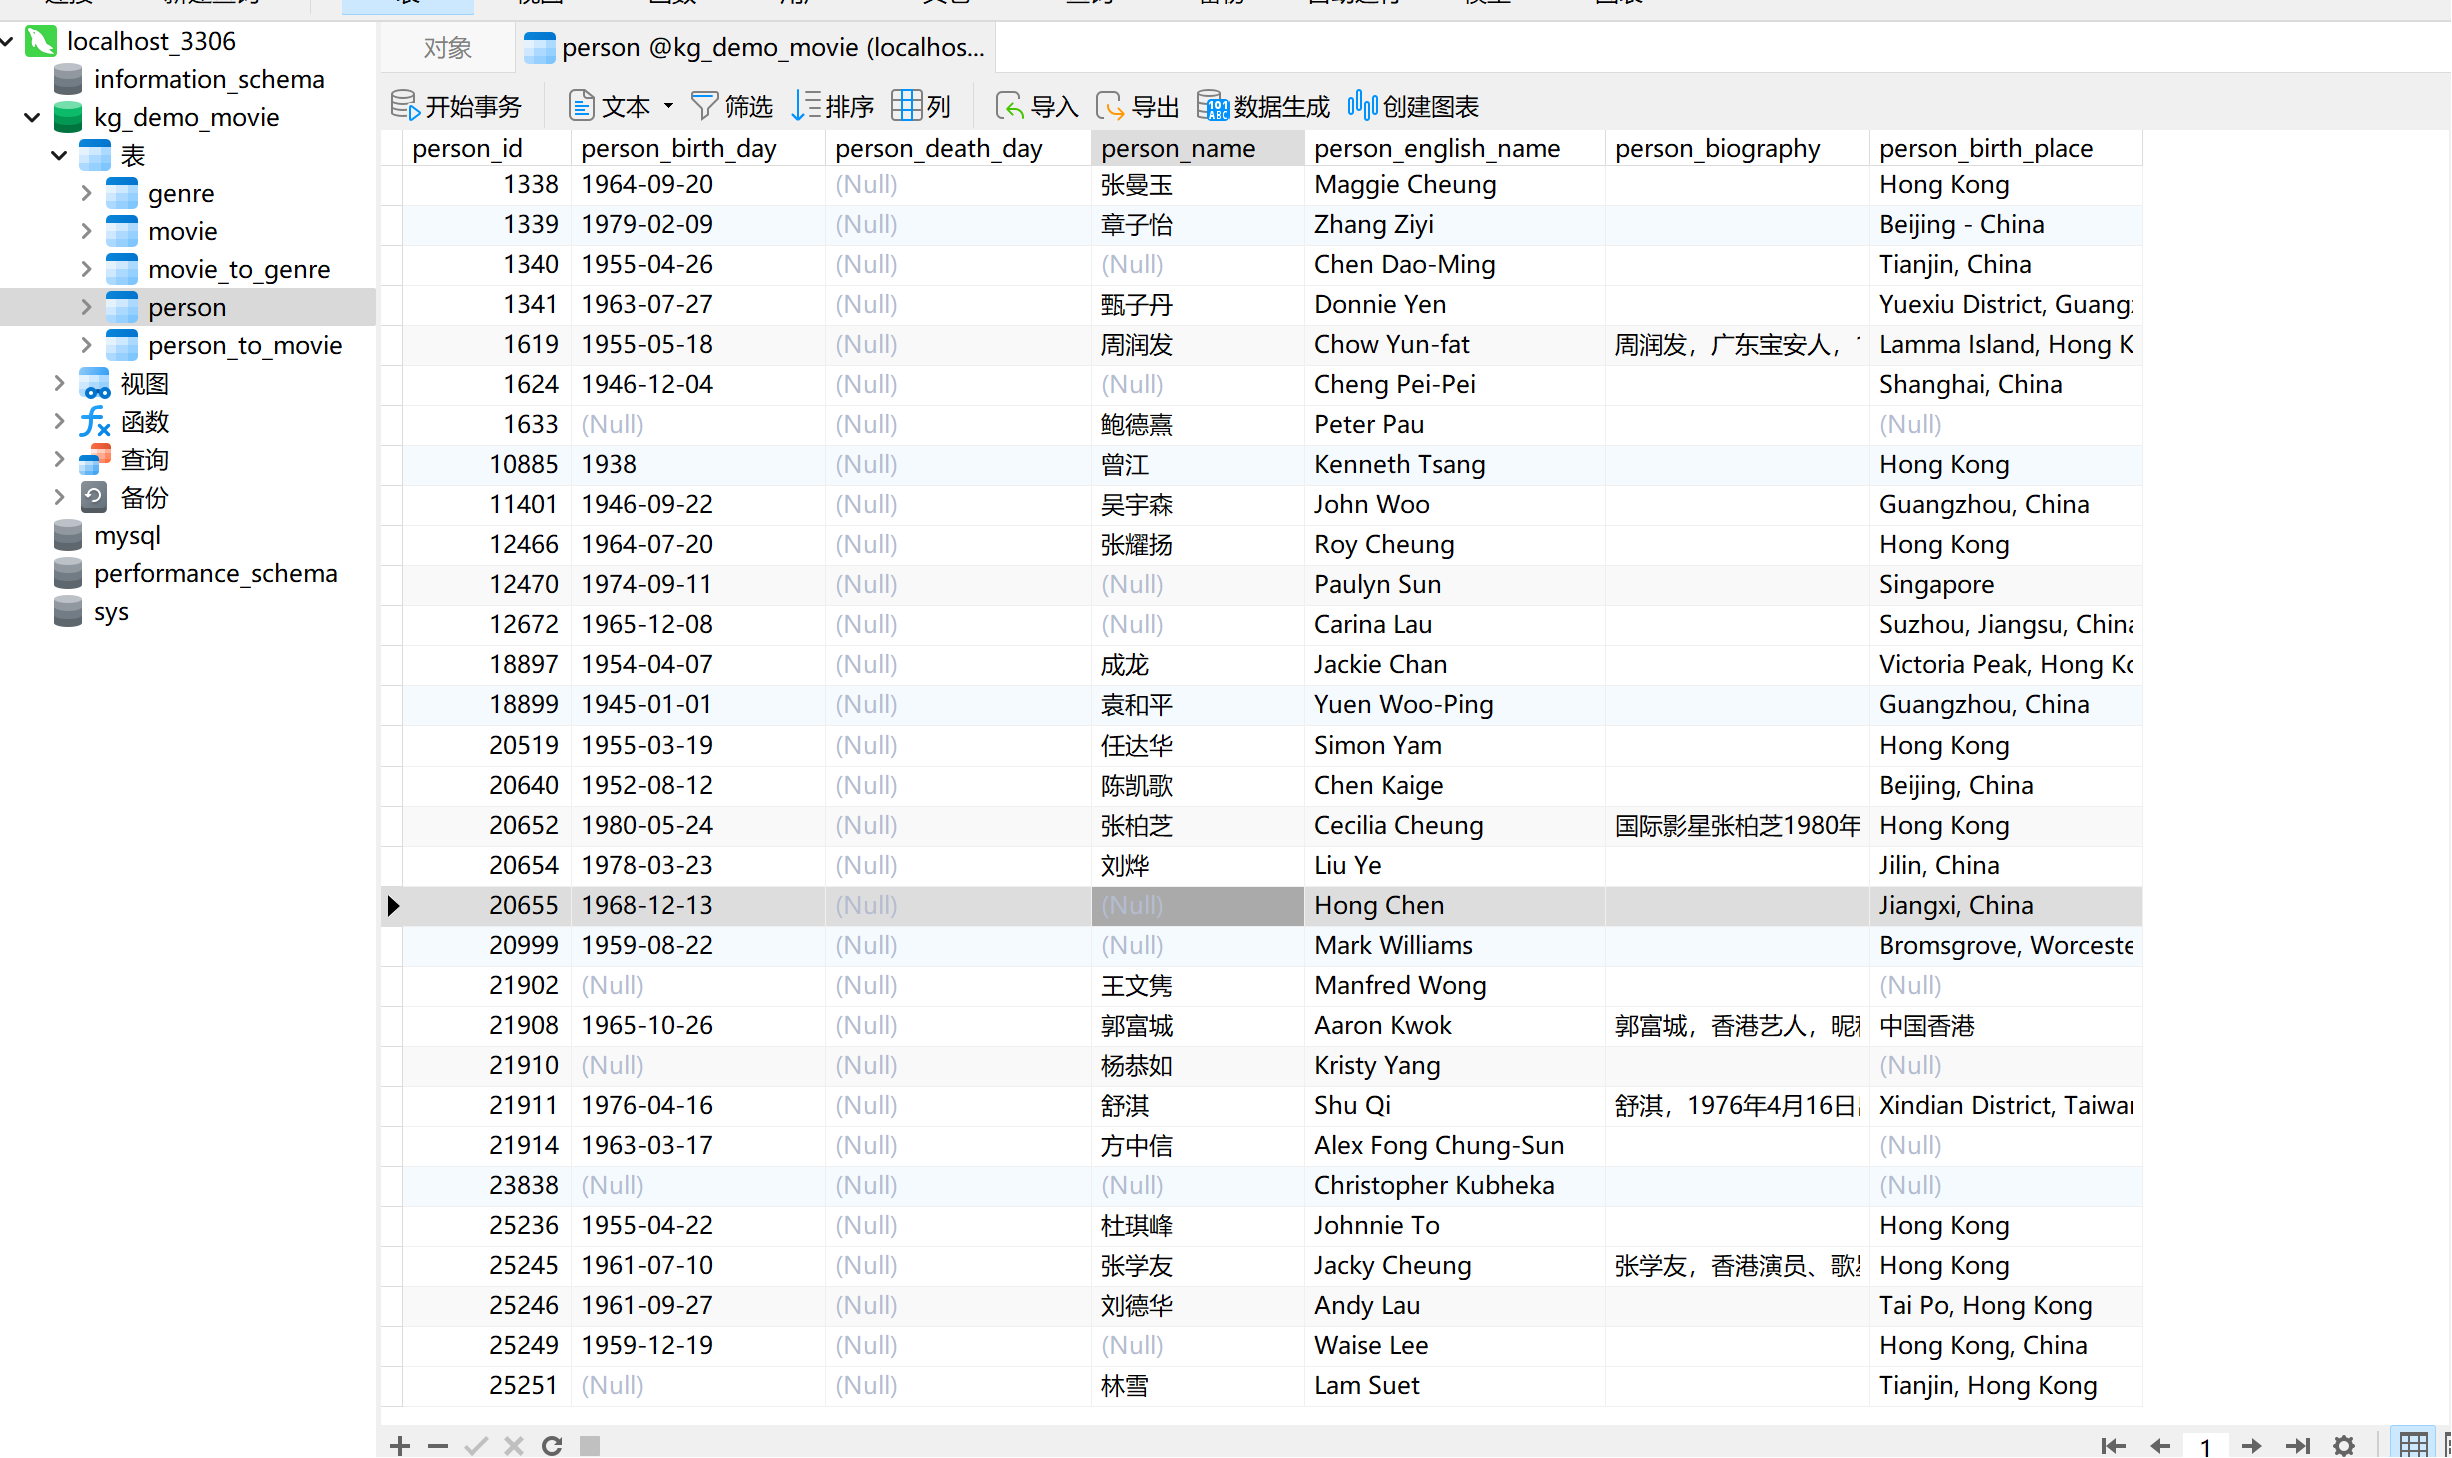 localhost_3306
information_schema
kg_demo_movie
表
genre
movie
movie_to_genre
person
person_to_movie
视图
函数
查询
备份
mysql
performance_schema
sys
对象 person @kg_demo_movie (localhos...
开始事务 文本 筛选 排序 列 导入 导出 数据生成 创建图表
person_id person_birth_day person_death_day person_name person_english_name person_biography person_birth_place
1338 1964-09-20 (Null) 张曼玉 Maggie Cheung Hong Kong
1339 1979-02-09 (Null) 章子怡 Zhang Ziyi Beijing - China
1340 1955-04-26 (Null) (Null) Chen Dao-Ming Tianjin, China
1341 1963-07-27 (Null) 甄子丹 Donnie Yen Yuexiu District, Guang
1619 1955-05-18 (Null) 周润发 Chow Yun-fat 周润发，广东宝安人， Lamma Island, Hong K
1624 1946-12-04 (Null) (Null) Cheng Pei-Pei Shanghai, China
1633 (Null) (Null) 鲍德熹 Peter Pau (Null)
10885 1938 (Null) 曾江 Kenneth Tsang Hong Kong
11401 1946-09-22 (Null) 吴宇森 John Woo Guangzhou, China
12466 1964-07-20 (Null) 张耀扬 Roy Cheung Hong Kong
12470 1974-09-11 (Null) (Null) Paulyn Sun Singapore
12672 1965-12-08 (Null) (Null) Carina Lau Suzhou, Jiangsu, China
18897 1954-04-07 (Null) 成龙 Jackie Chan Victoria Peak, Hong Ko
18899 1945-01-01 (Null) 袁和平 Yuen Woo-Ping Guangzhou, China
20519 1955-03-19 (Null) 任达华 Simon Yam Hong Kong
20640 1952-08-12 (Null) 陈凯歌 Chen Kaige Beijing, China
20652 1980-05-24 (Null) 张柏芝 Cecilia Cheung 国际影星张柏芝1980年 Hong Kong
20654 1978-03-23 (Null) 刘烨 Liu Ye Jilin, China
20655 1968-12-13 (Null) (Null) Hong Chen Jiangxi, China
20999 1959-08-22 (Null) (Null) Mark Williams Bromsgrove, Worceste
21902 (Null) (Null) 王文隽 Manfred Wong (Null)
21908 1965-10-26 (Null) 郭富城 Aaron Kwok 郭富城，香港艺人，昵 中国香港
21910 (Null) (Null) 杨恭如 Kristy Yang (Null)
21911 1976-04-16 (Null) 舒淇 Shu Qi 舒淇，1976年4月16日 Xindian District, Taiwan
21914 1963-03-17 (Null) 方中信 Alex Fong Chung-Sun (Null)
23838 (Null) (Null) (Null) Christopher Kubheka (Null)
25236 1955-04-22 (Null) 杜琪峰 Johnnie To Hong Kong
25245 1961-07-10 (Null) 张学友 Jacky Cheung 张学友，香港演员、歌 Hong Kong
25246 1961-09-27 (Null) 刘德华 Andy Lau Tai Po, Hong Kong
25249 1959-12-19 (Null) (Null) Waise Lee Hong Kong, China
25251 (Null) (Null) 林雪 Lam Suet Tianjin, Hong Kong
1